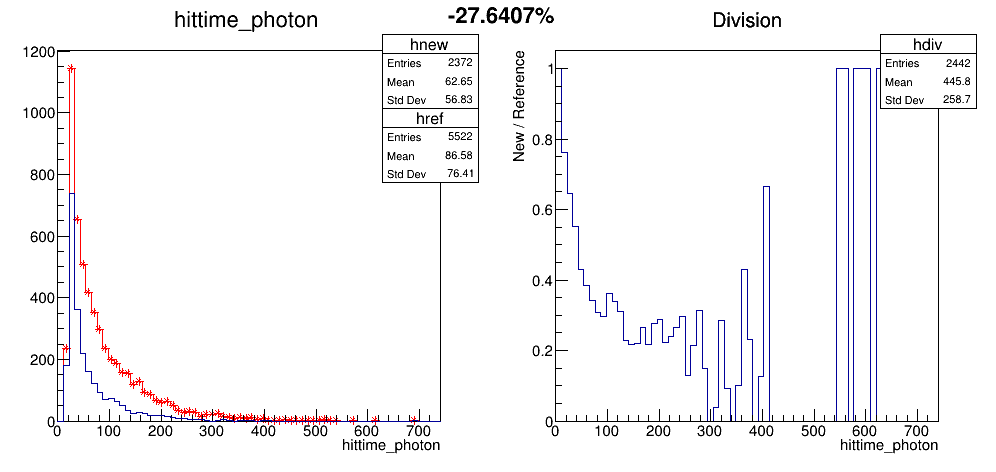 -27.6407%
hittime_photon
hnew
Entries 2372
Mean 62.65
Std Dev 56.83
href
Entries 5522
Mean 86.58
Std Dev 76.41
1200
1000
800
600
400
200
0
0 100 200 300 400 500 600 700
hittime_photon
Division
hdiv
Entries 2442
Mean 445.8
Std Dev 258.7
New / Reference
1
0.8
0.6
0.4
0.2
0
0 100 200 300 400 500 600 700
hittime_photon